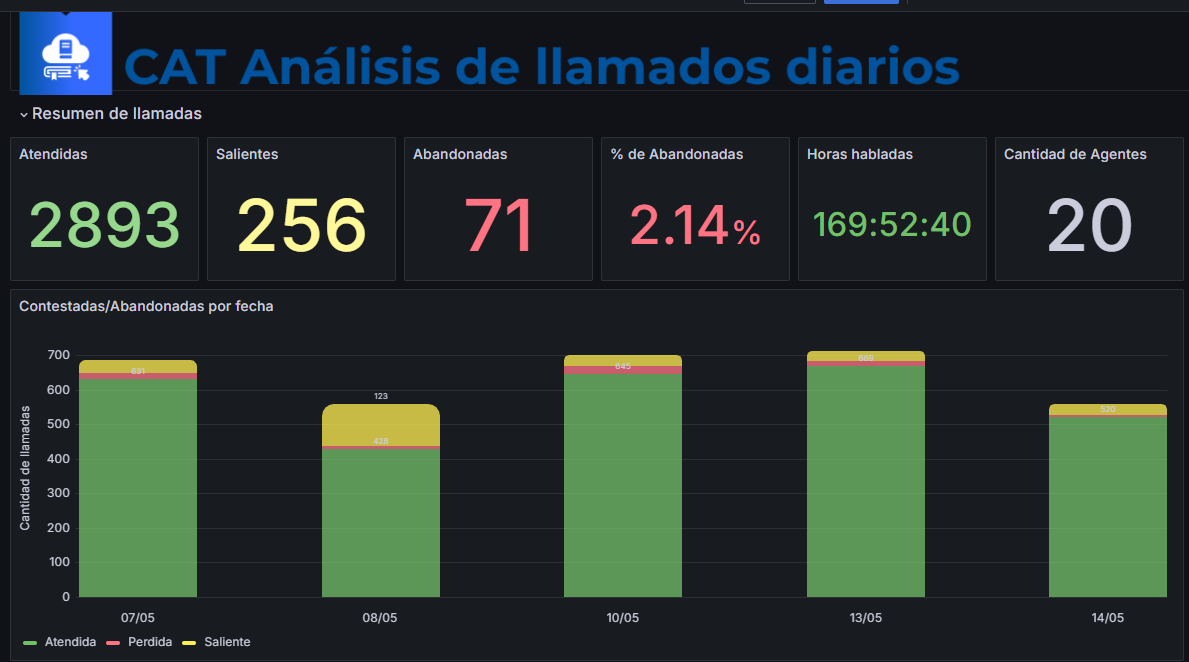 CAT Análisis de llamados diarios
Resumen de llamadas
Atendidas
2893
Salientes
256
Abandonadas
71
% de Abandonadas
2.14%
Horas habladas
169:52:40
Cantidad de Agentes
20
Contestadas/Abandonadas por fecha
Cantidad de llamadas
700
600
500
400
300
200
100
0
631
123
428
645
669
520
07/05
08/05
10/05
13/05
14/05
Atendida
Perdida
Saliente